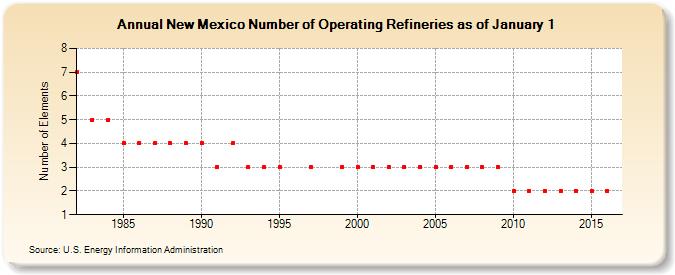 Annual New Mexico Number of Operating Refineries as of January 1
Number of Elements
8
7
6
5
4
3
2
1
1985 1990 1995 2000 2005 2010 2015
Source: U.S. Energy Information Administration